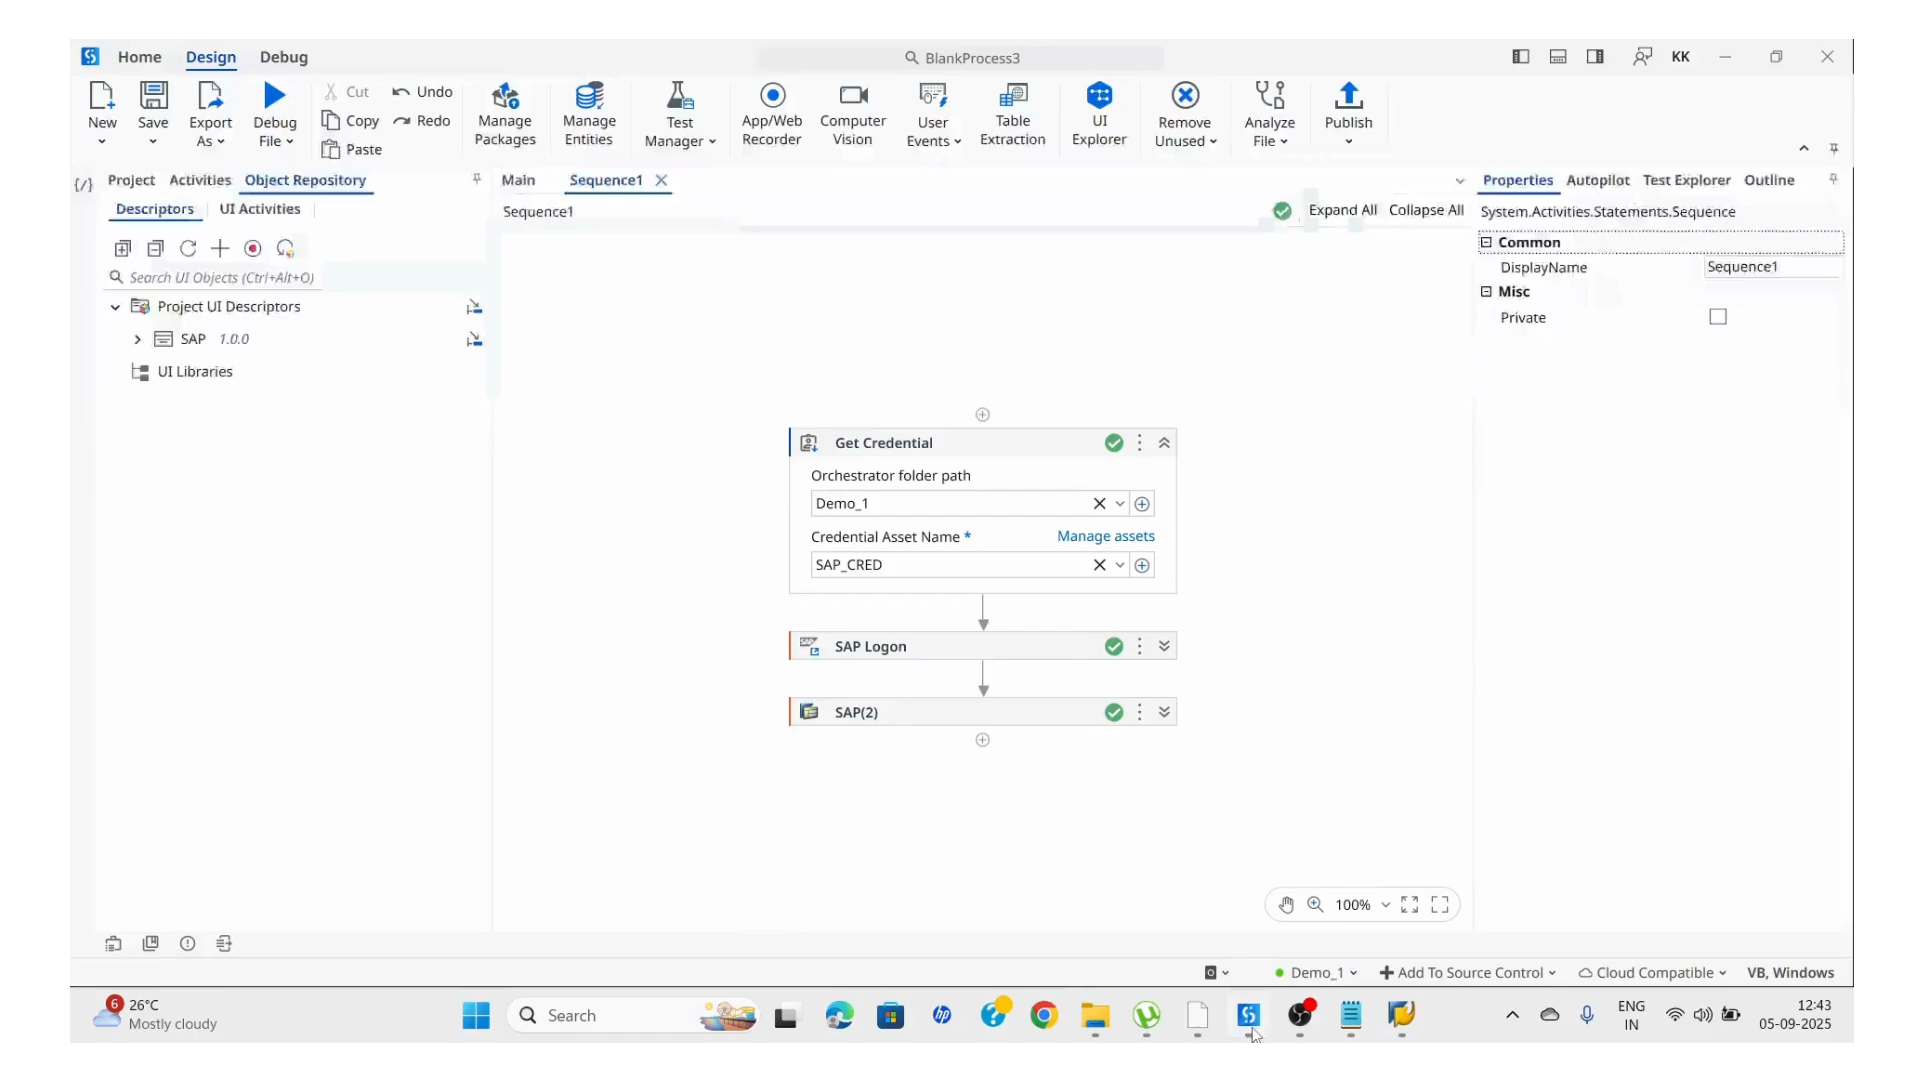 Home Design Debug
BlankProcess3
KK
New
Save
Export As
Debug File
Cut
Copy
Paste
Undo
Redo
Manage Packages
Manage Entities
Test Manager
App/Web Recorder
Computer Vision
User Events
Table Extraction
UI Explorer
Remove Unused
Analyze File
Publish
Project Activities Object Repository
Descriptors UI Activities
Search UI Objects (Ctrl+Alt+O)
Project UI Descriptors
SAP 1.0.0
UI Libraries
Main Sequence1
Sequence1
Expand All Collapse All
Get Credential
Orchestrator folder path
Demo_1
Credential Asset Name * Manage assets
SAP_CRED
SAP Logon
SAP(2)
100%
Properties Autopilot Test Explorer Outline
System.Activities.Statements.Sequence
Common
DisplayName Sequence1
Misc
Private
Demo_1 Add To Source Control Cloud Compatible VB, Windows
6
26°C
Mostly cloudy
Search
hp
ENG
IN
12:43
05-09-2025